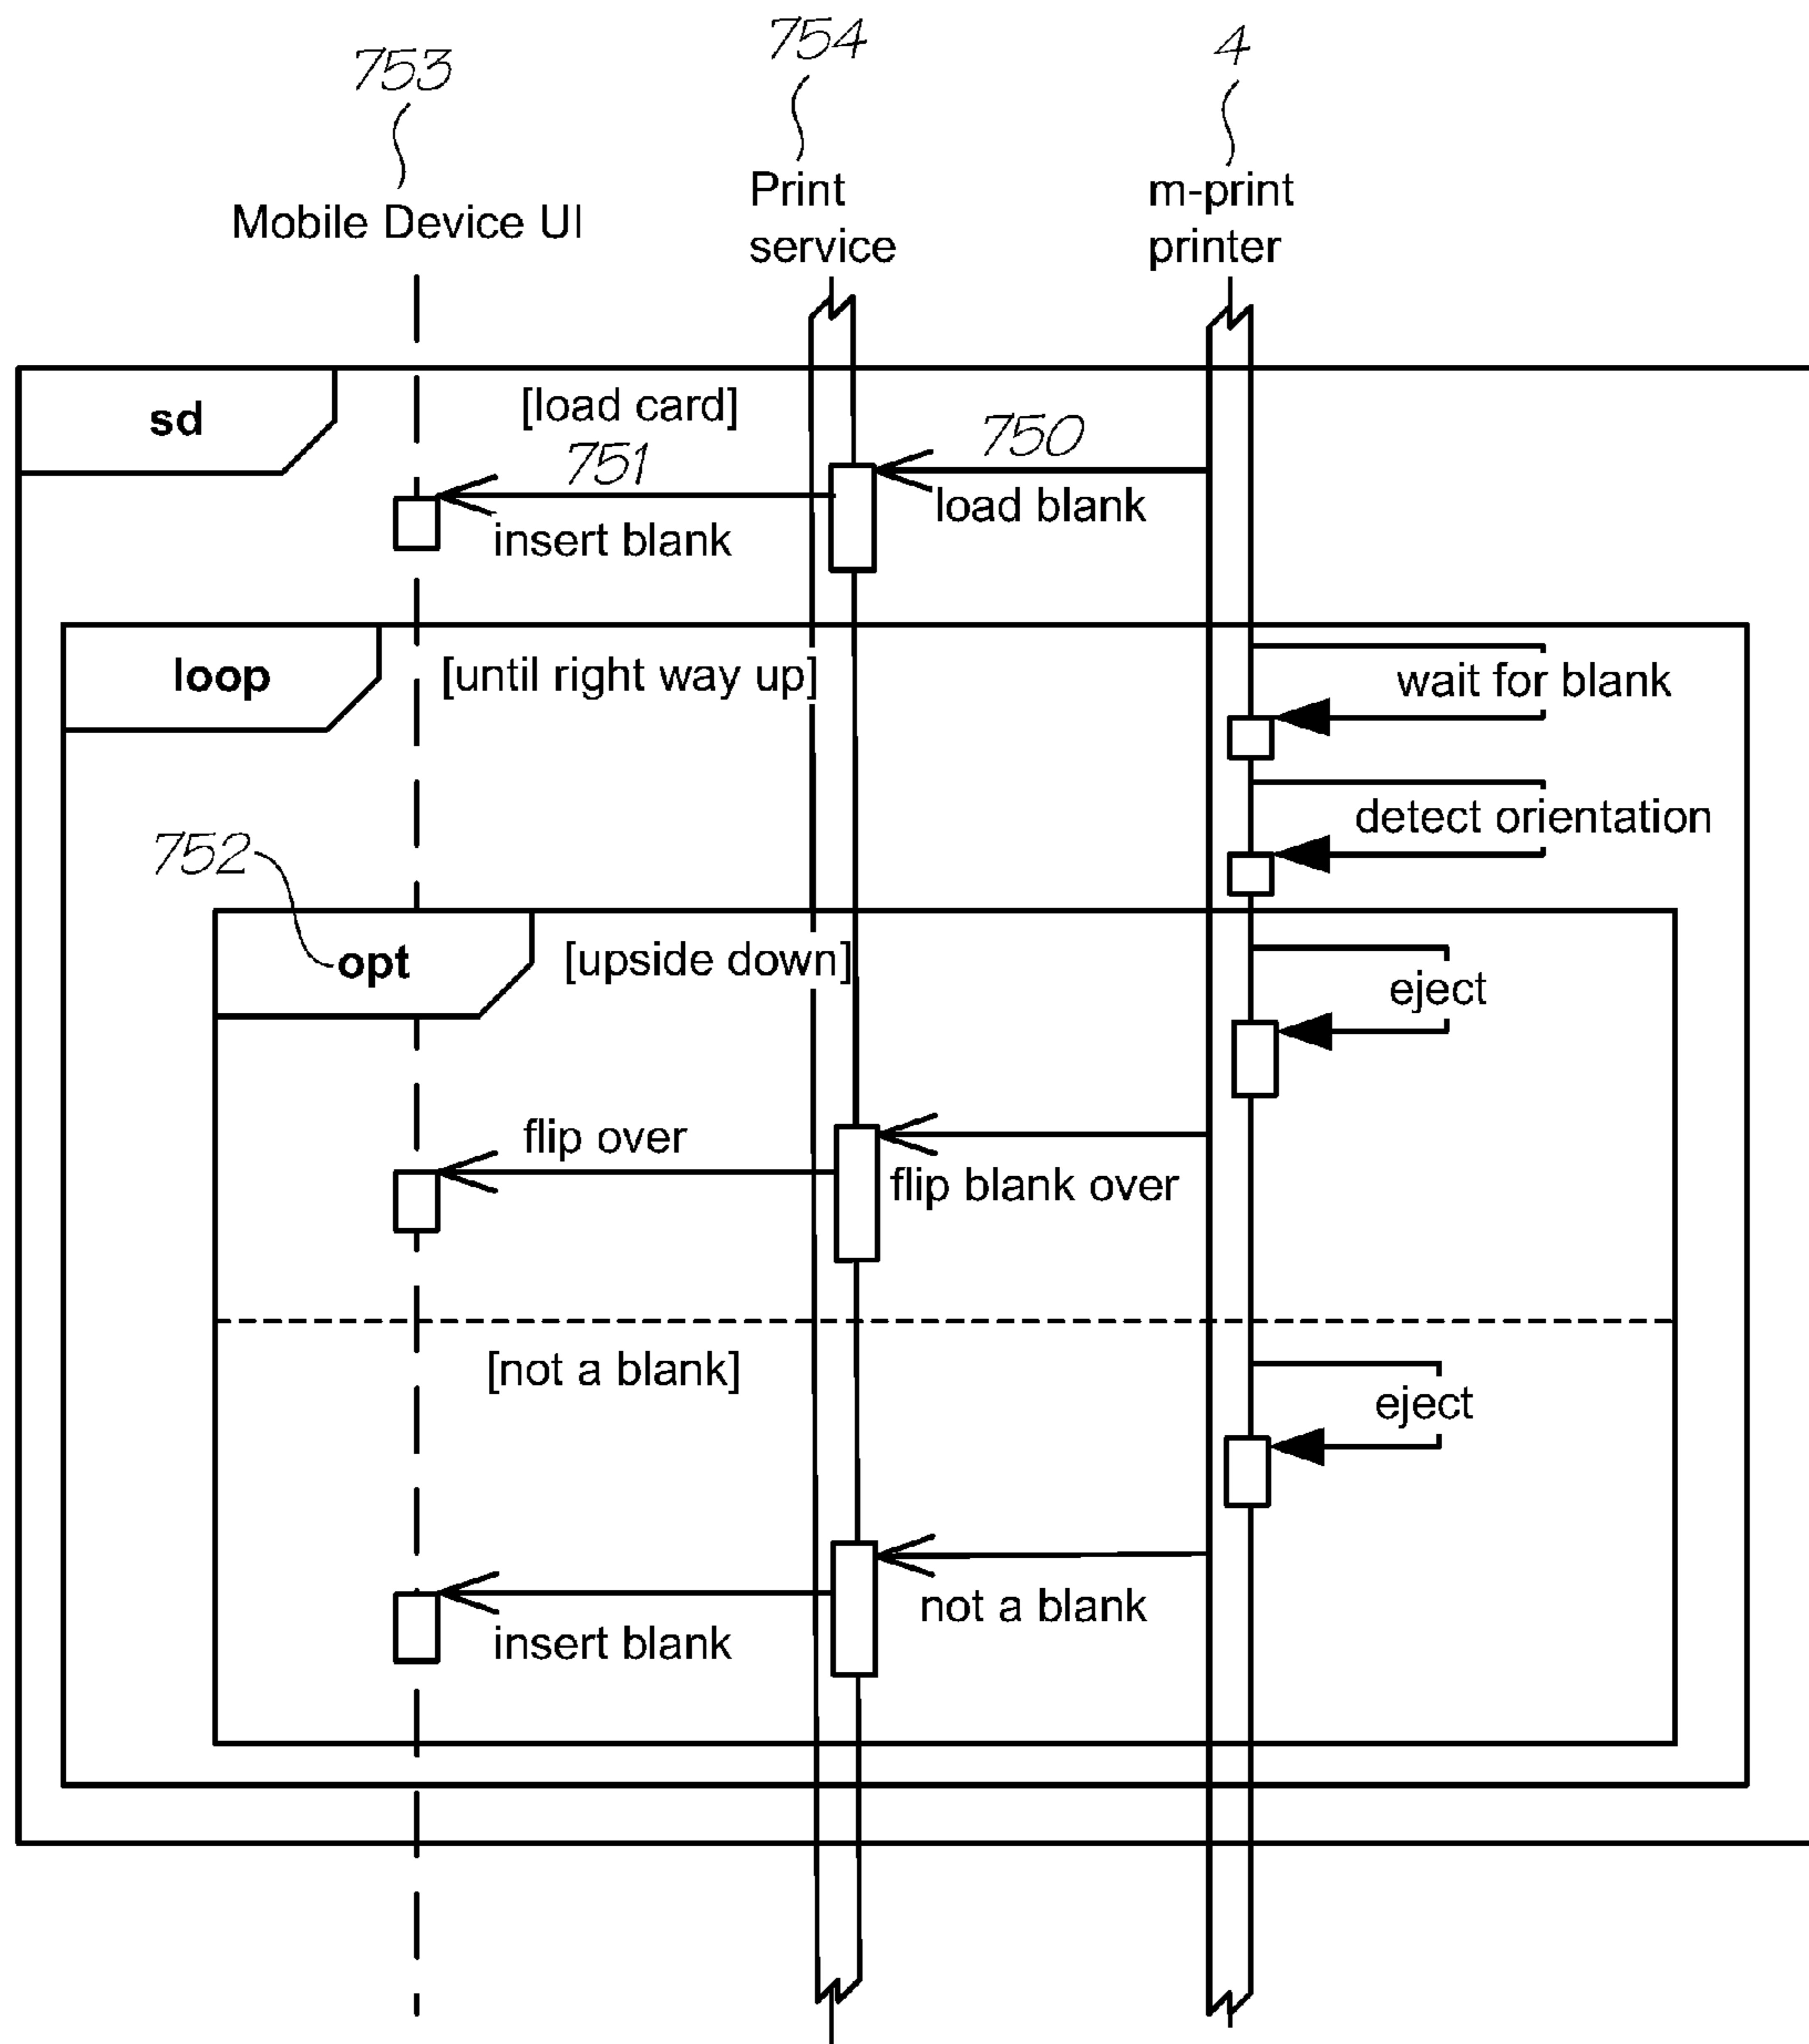 753
754
4
Mobile Device UI
Print
service
m-print
printer
sd
[load card]
750
751
load blank
insert blank
loop
[until right way up]
wait for blank
detect orientation
752
opt
[upside down]
eject
flip over
flip blank over
[not a blank]
eject
not a blank
insert blank